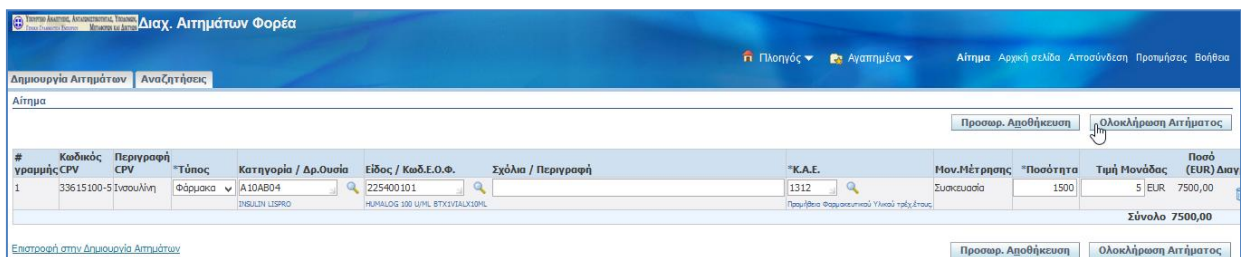 Διαχ. Αιτημάτων Φορέα
Πλοηγός Αγαπημένα Αίτημα Αρχική σελίδα Αποσύνδεση Προτιμήσεις Βοήθεια
Δημιουργία Αιτημάτων Αναζητήσεις
Αίτημα
Προσωρ. Αποθήκευση Ολοκλήρωση Αιτήματος
# γραμμής Κωδικός CPV Περιγραφή CPV *Τύπος Κατηγορία / Δρ.Ουσία Είδος / Κωδ.Ε.Ο.Φ. Σχόλια / Περιγραφή *Κ.Α.Ε. Μον.Μέτρησης *Ποσότητα Τιμή Μονάδας Ποσό (EUR) Διαγ
1 33615100-5 Ινσουλίνη Φάρμακα A10AB04 225400101 1312 Συσκευασία 1500 5 EUR 7500,00
INSULIN LISPRO HUMALOG 100 U/ML BTX1VIALX10ML Προμήθεια Φαρμακευτικού Υλικού τρέχ.έτους
Σύνολο 7500,00
Επιστροφή στην Δημιουργία Αιτημάτων
Προσωρ. Αποθήκευση Ολοκλήρωση Αιτήματος